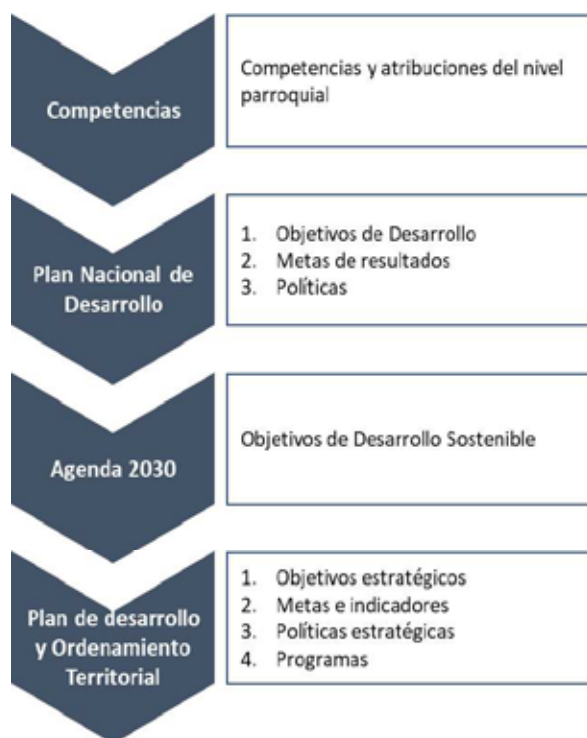 Competencias
Competencias y atribuciones del nivel
parroquial
Plan Nacional de
Desarrollo
1. Objetivos de Desarrollo
2. Metas de resultados
3. Políticas
Agenda 2030
Objetivos de Desarrollo Sostenible
Plan de desarrollo
y Ordenamiento
Territorial
1. Objetivos estratégicos
2. Metas e indicadores
3. Políticas estratégicas
4. Programas